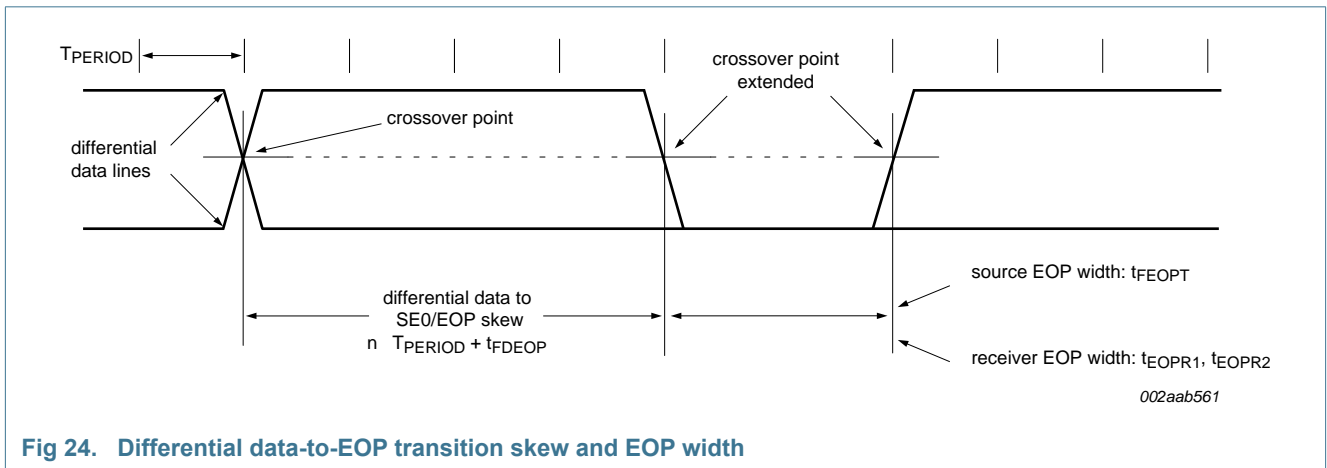 TPERIOD
crossover point
extended
crossover point
differential
data lines
differential data to
SE0/EOP skew
n TPERIOD + tFDEOP
source EOP width: tFEOPT
receiver EOP width: tEOPR1, tEOPR2
002aab561
Fig 24. Differential data-to-EOP transition skew and EOP width